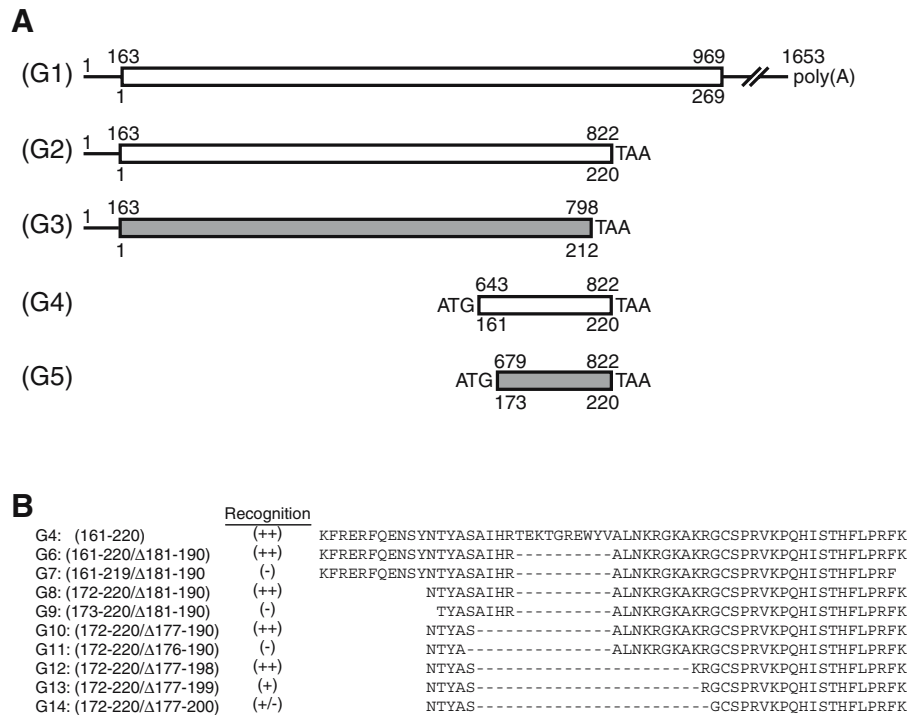 A
(G1) 1 163 969 1653 poly(A)
1 269
(G2) 1 163 822 TAA
1 220
(G3) 1 163 798 TAA
1 212
(G4) ATG 643 822 TAA
161 220
(G5) ATG 679 822 TAA
173 220
B
Recognition
G4: (161-220) (++) KFRERFQENSYNTYASAIHRTEKTGREWYVALNKRGKAKRGCSPRVKPQHISTHFLPRFK
G6: (161-220/Δ181-190) (++) KFRERFQENSYNTYASAIHR----------ALNKRGKAKRGCSPRVKPQHISTHFLPRFK
G7: (161-219/Δ181-190 (-) KFRERFQENSYNTYASAIHR----------ALNKRGKAKRGCSPRVKPQHISTHFLPRF
G8: (172-220/Δ181-190) (++) NTYASAIHR----------ALNKRGKAKRGCSPRVKPQHISTHFLPRFK
G9: (173-220/Δ181-190) (-) TYASAIHR----------ALNKRGKAKRGCSPRVKPQHISTHFLPRFK
G10: (172-220/Δ177-190) (++) NTYAS--------------ALNKRGKAKRGCSPRVKPQHISTHFLPRFK
G11: (172-220/Δ176-190) (-) NTYA---------------ALNKRGKAKRGCSPRVKPQHISTHFLPRFK
G12: (172-220/Δ177-198) (++) NTYAS----------------------KRGCSPRVKPQHISTHFLPRFK
G13: (172-220/Δ177-199) (+) NTYAS-----------------------RGCSPRVKPQHISTHFLPRFK
G14: (172-220/Δ177-200) (+/-) NTYAS------------------------GCSPRVKPQHISTHFLPRFK